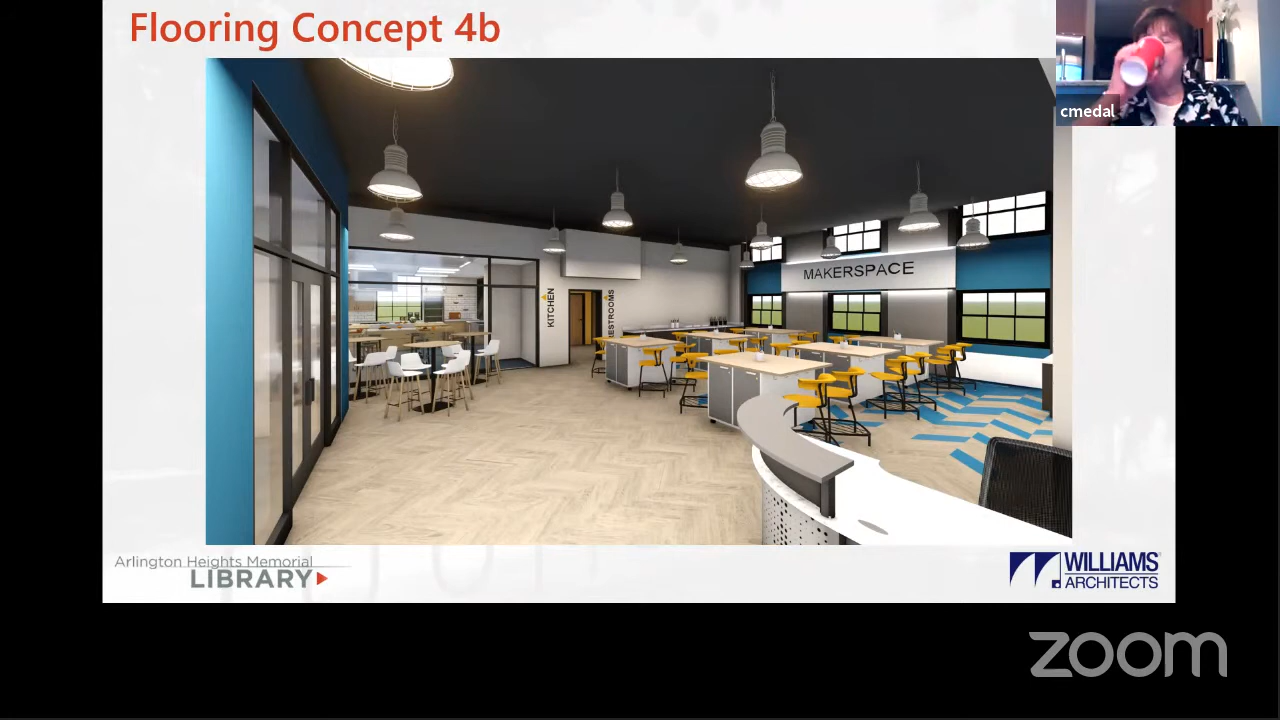 Flooring Concept 4b
cmedal
MAKERSPACE
KITCHEN
RESTROOMS
Arlington Heights Memorial
LIBRARY
WILLIAMS
ARCHITECTS
zoom